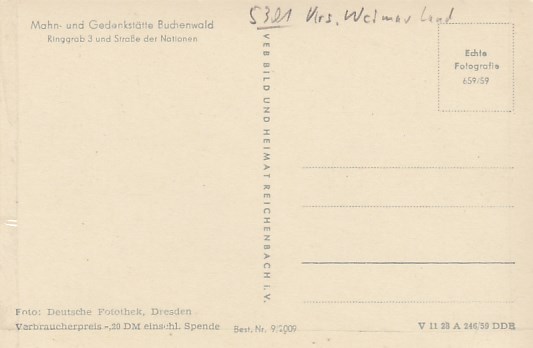 Mahn- und Gedenkstätte Buchenwald
Ringgrab 3 und Straße der Nationen
5301 Krs. Weimar Land
Echte
Fotografie
659/59
VEB BILD UND HEIMAT REICHENBACH I. V.
Foto: Deutsche Fotothek, Dresden
Verbraucherpreis -,20 DM einschl. Spende
Best. Nr. 9/2009
V 11 28 A 246/59 DDR